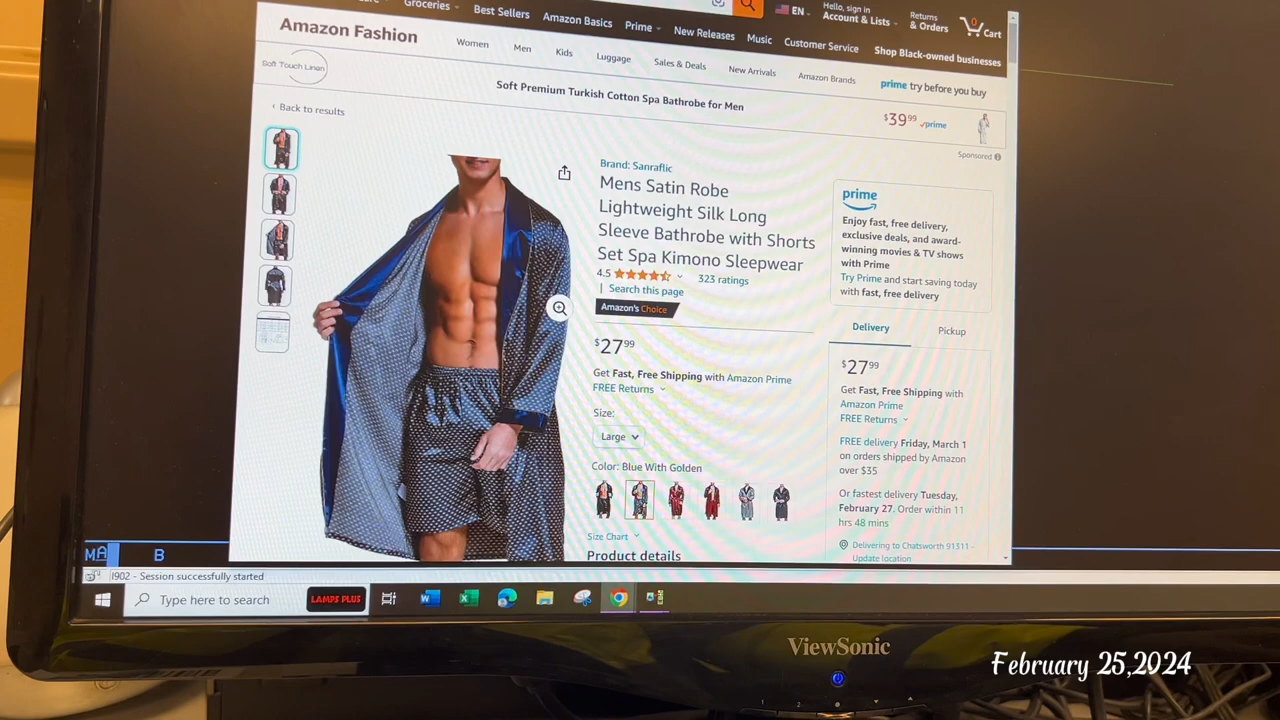 Groceries
Best Sellers
Amazon Basics
Prime
New Releases
Music
Customer Service
EN
Hello, sign in
Account & Lists
Returns
& Orders
0
Cart
Shop Black-owned businesses
Amazon Fashion
Women
Men
Kids
Luggage
Sales & Deals
New Arrivals
Amazon Brands
prime try before you buy
Soft Touch Linen
Soft Premium Turkish Cotton Spa Bathrobe for Men
$3999 prime
Sponsored
‹ Back to results
Brand: Sanraflic
Mens Satin Robe
Lightweight Silk Long
Sleeve Bathrobe with Shorts
Set Spa Kimono Sleepwear
4.5
323 ratings
| Search this page
Amazon's Choice
$2799
Get Fast, Free Shipping with Amazon Prime
FREE Returns
Size:
Large
Color: Blue With Golden
Size Chart
Product details
prime
Enjoy fast, free delivery,
exclusive deals, and award-
winning movies & TV shows
with Prime
Try Prime and start saving today
with fast, free delivery
Delivery
Pickup
$2799
Get Fast, Free Shipping with
Amazon Prime
FREE Returns
FREE delivery Friday, March 1
on orders shipped by Amazon
over $35
Or fastest delivery Tuesday,
February 27. Order within 11
hrs 48 mins
Delivering to Chatsworth 91311 -
Update location
MA
B
I902 - Session successfully started
Type here to search
LAMPS PLUS
ViewSonic
1
2
February 25,2024